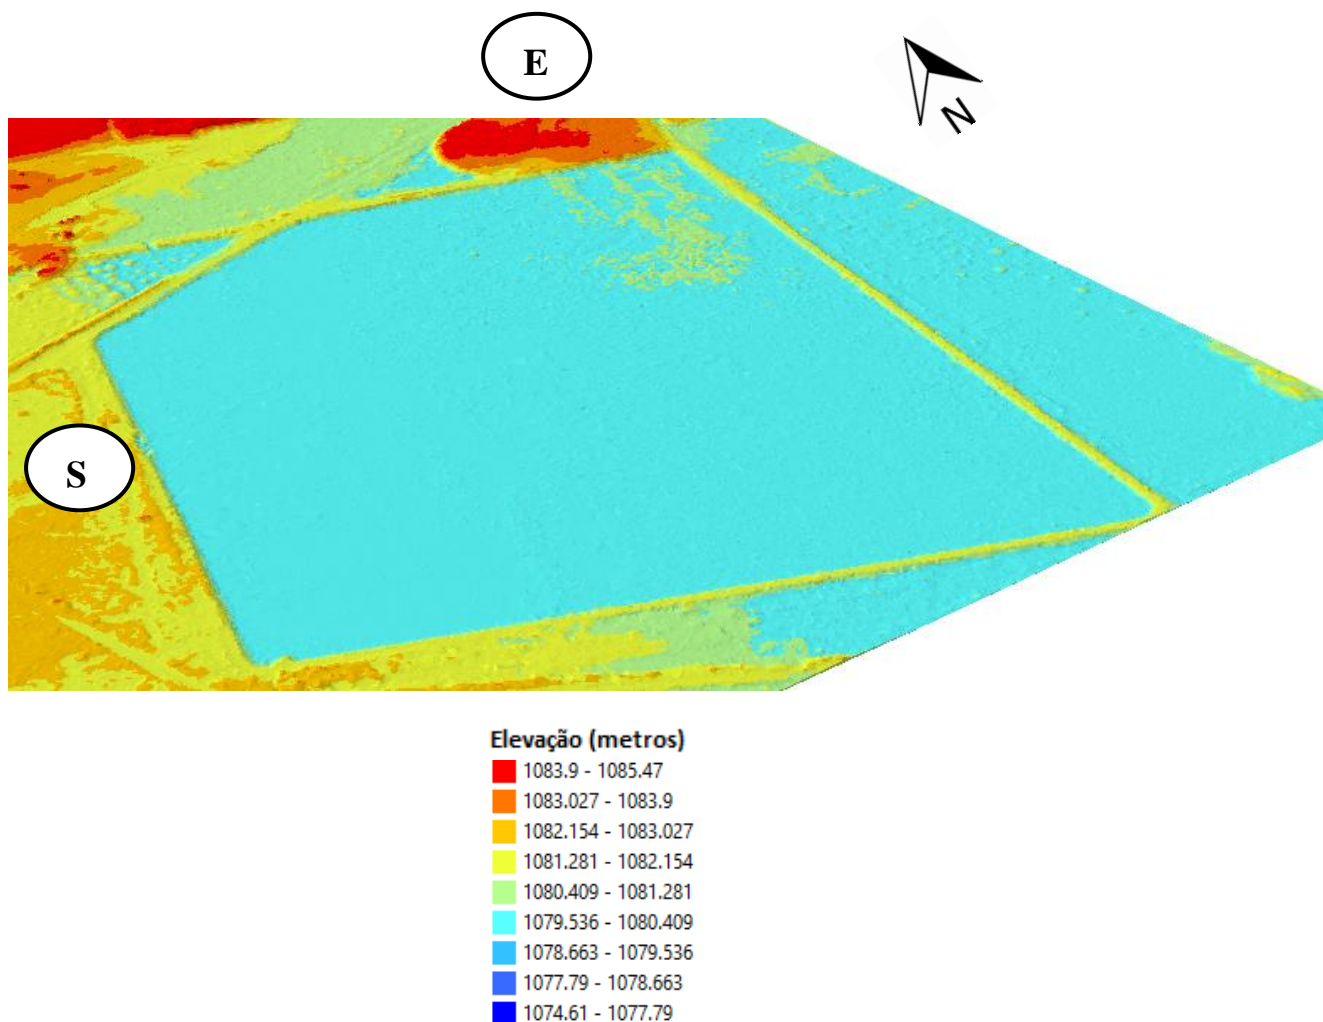 E
N
S
Elevação (metros)
1083.9 - 1085.47
1083.027 - 1083.9
1082.154 - 1083.027
1081.281 - 1082.154
1080.409 - 1081.281
1079.536 - 1080.409
1078.663 - 1079.536
1077.79 - 1078.663
1074.61 - 1077.79